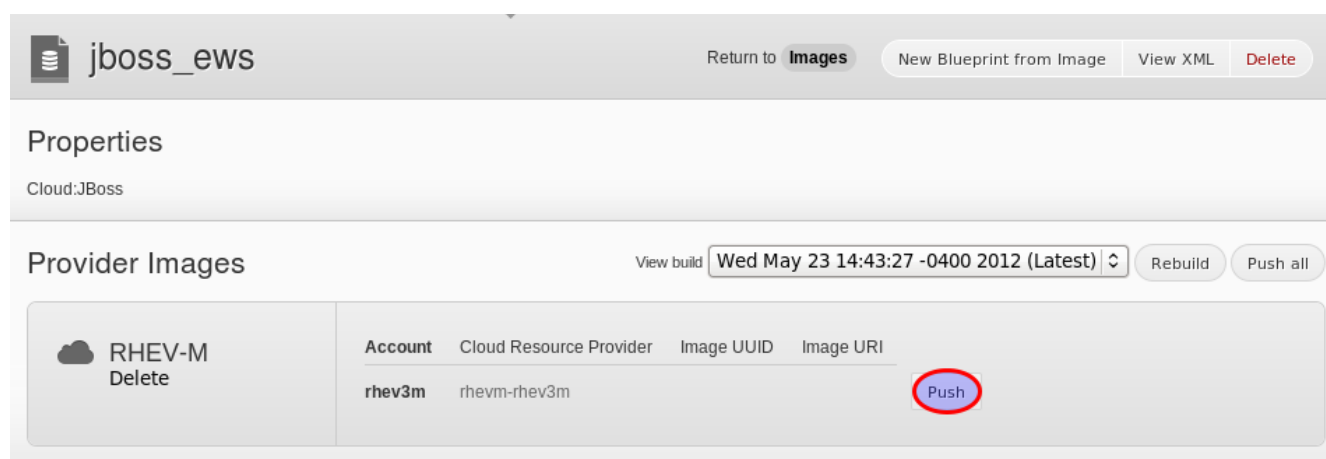 jboss_ews Return to Images New Blueprint from Image View XML Delete
Properties
Cloud:JBoss
Provider Images View build Wed May 23 14:43:27 -0400 2012 (Latest) Rebuild Push all
RHEV-M Account Cloud Resource Provider Image UUID Image URI
Delete rhev3m rhevm-rhev3m Push